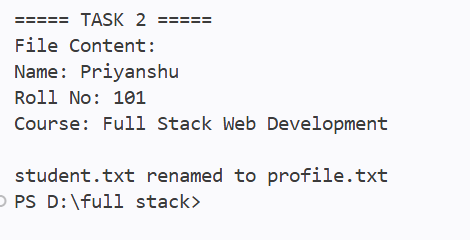 ===== TASK 2 =====
File Content:
Name: Priyanshu
Roll No: 101
Course: Full Stack Web Development
student.txt renamed to profile.txt
PS D:\full stack>